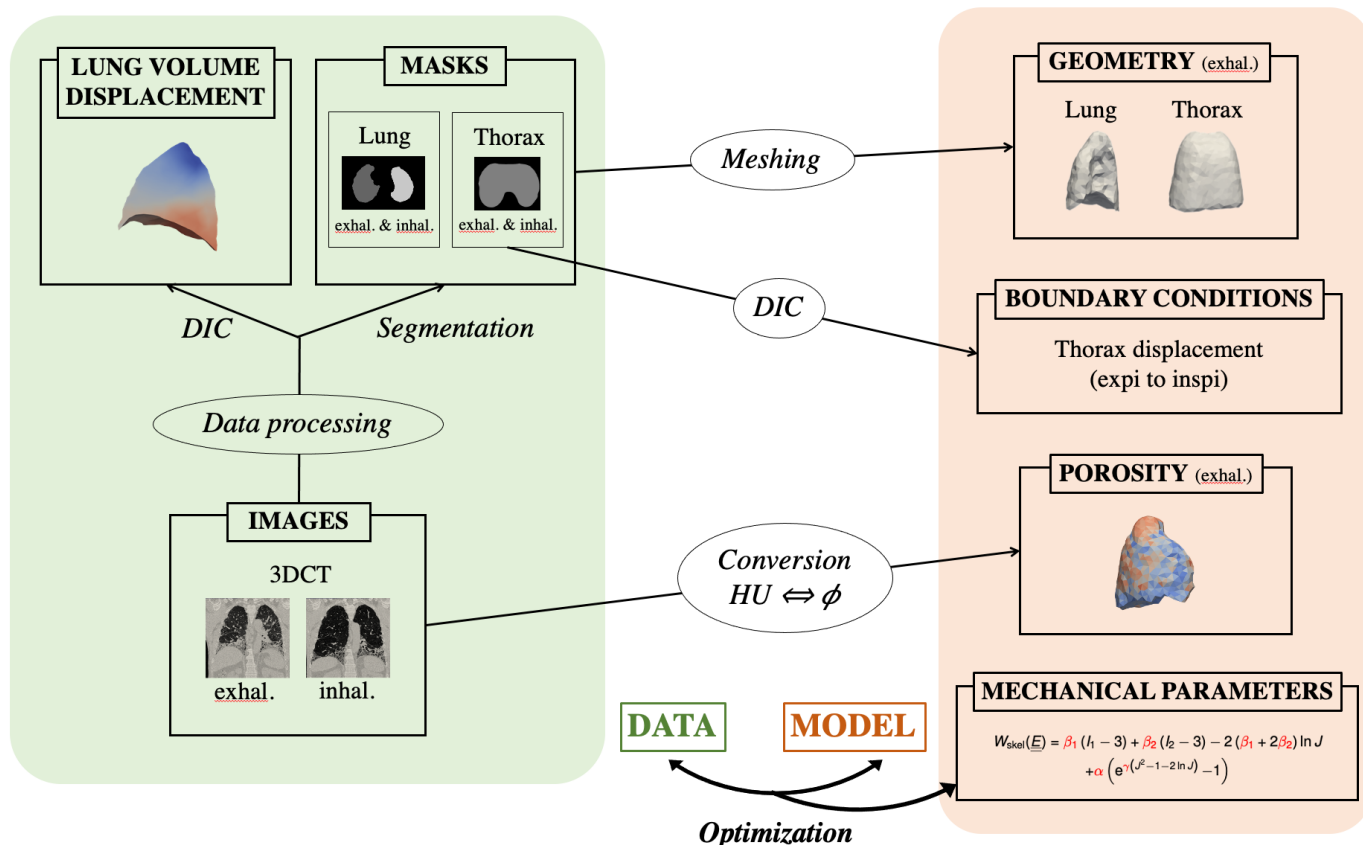 LUNG VOLUME
DISPLACEMENT
MASKS
Lung
exhal. & inhal.
Thorax
exhal. & inhal.
DIC
Segmentation
Data processing
IMAGES
3DCT
exhal.
inhal.
Meshing
DIC
Conversion
HU ⇔ ϕ
DATA
MODEL
Optimization
GEOMETRY (exhal.)
Lung
Thorax
BOUNDARY CONDITIONS
Thorax displacement
(expi to inspi)
POROSITY (exhal.)
MECHANICAL PARAMETERS
W_skel(E) = β₁ (I₁ − 3) + β₂ (I₂ − 3) − 2 (β₁ + 2β₂) ln J
+α (e^γ(J²−1−2 ln J) −1)